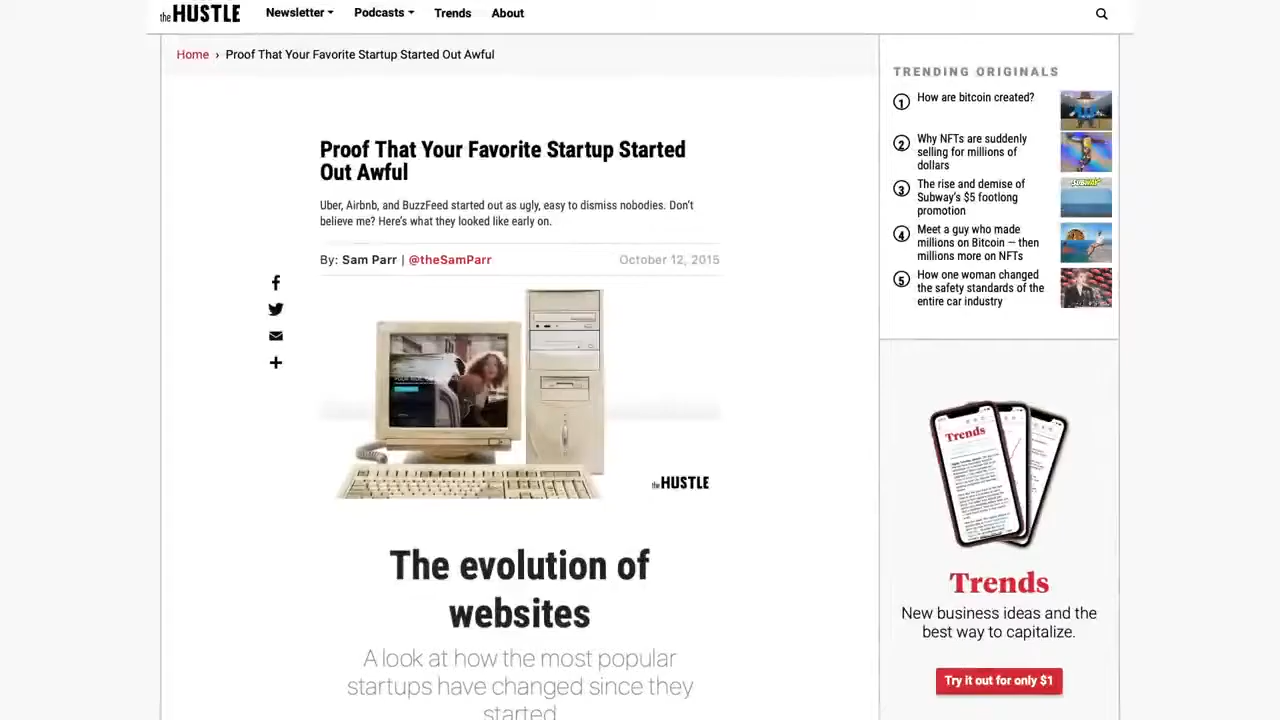 the HUSTLE
Newsletter
Podcasts
Trends
About
Home › Proof That Your Favorite Startup Started Out Awful
Proof That Your Favorite Startup Started
Out Awful
Uber, Airbnb, and BuzzFeed started out as ugly, easy to dismiss nobodies. Don’t
believe me? Here’s what they looked like early on.
By: Sam Parr | @theSamParr
October 12, 2015
the HUSTLE
The evolution of
websites
A look at how the most popular
startups have changed since they
started
TRENDING ORIGINALS
1
How are bitcoin created?
2
Why NFTs are suddenly
selling for millions of
dollars
3
The rise and demise of
Subway’s $5 footlong
promotion
SUBWAY
4
Meet a guy who made
millions on Bitcoin — then
millions more on NFTs
5
How one woman changed
the safety standards of the
entire car industry
Trends
Trends
New business ideas and the
best way to capitalize.
Try it out for only $1